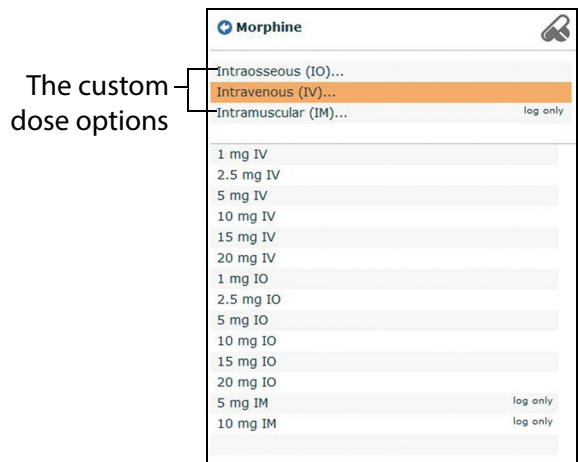 Morphine
The custom
dose options
Intraosseous (IO)...
Intravenous (IV)...
Intramuscular (IM)... log only
1 mg IV
2.5 mg IV
5 mg IV
10 mg IV
15 mg IV
20 mg IV
1 mg IO
2.5 mg IO
5 mg IO
10 mg IO
15 mg IO
20 mg IO
5 mg IM log only
10 mg IM log only